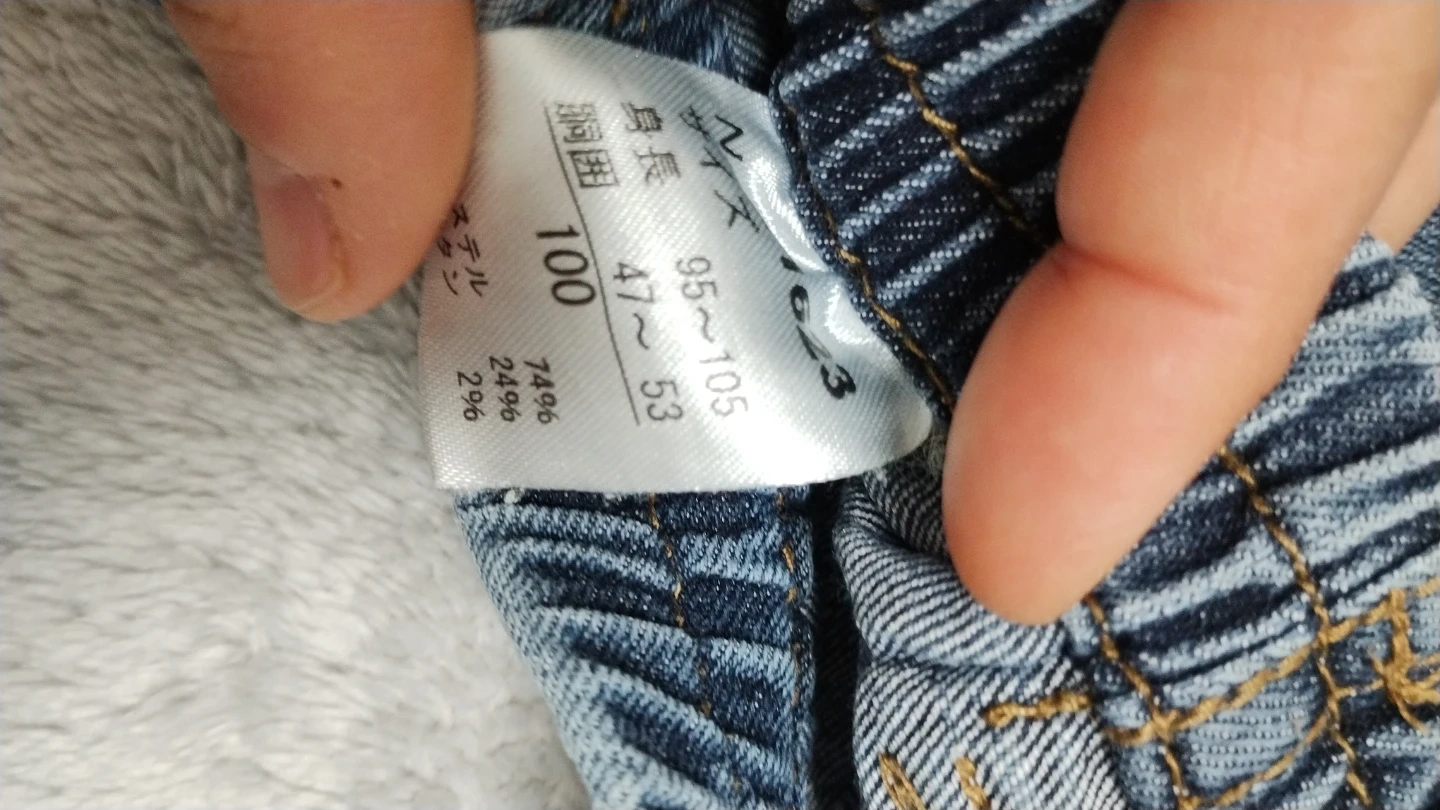 サイズ
身長 95～105
胴囲 47～ 53
100
74%
ステル 24%
タン 2%